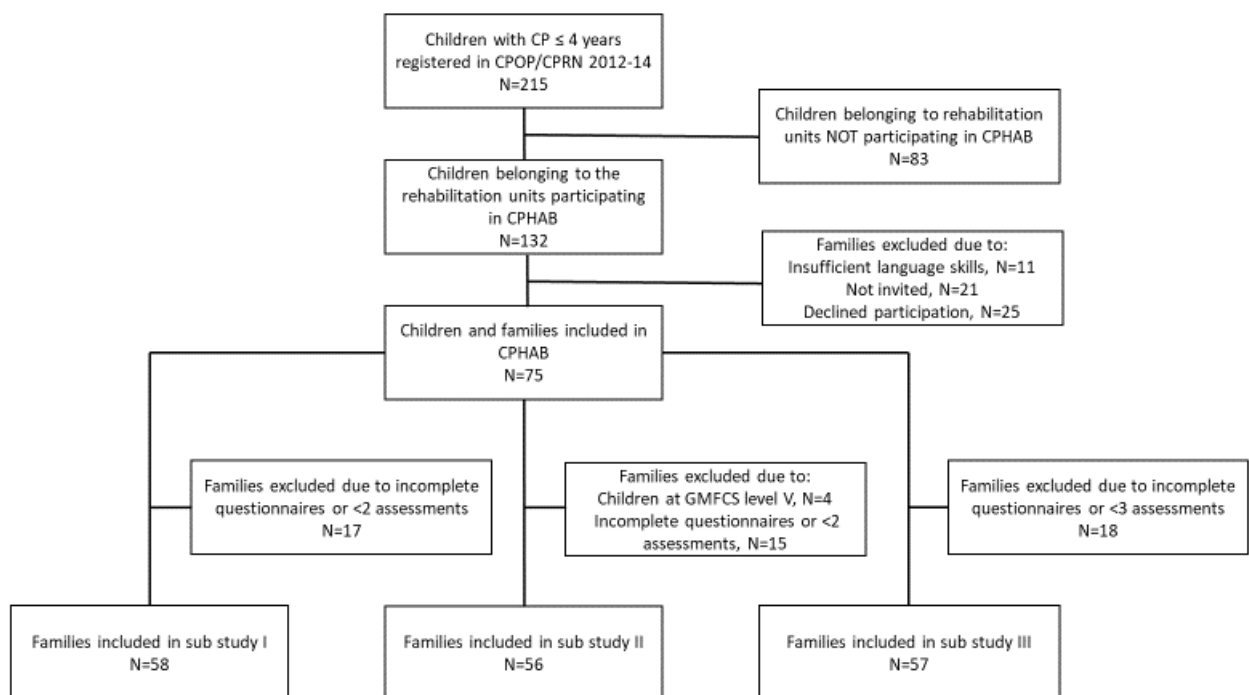 Children with CP ≤ 4 years
registered in CPOP/CPRN 2012-14
N=215
Children belonging to rehabilitation
units NOT participating in CPHAB
N=83
Children belonging to the
rehabilitation units participating
in CPHAB
N=132
Families excluded due to:
Insufficient language skills, N=11
Not invited, N=21
Declined participation, N=25
Children and families included in
CPHAB
N=75
Families excluded due to incomplete
questionnaires or <2 assessments
N=17
Families excluded due to:
Children at GMFCS level V, N=4
Incomplete questionnaires or <2
assessments, N=15
Families excluded due to incomplete
questionnaires or <3 assessments
N=18
Families included in sub study I
N=58
Families included in sub study II
N=56
Families included in sub study III
N=57